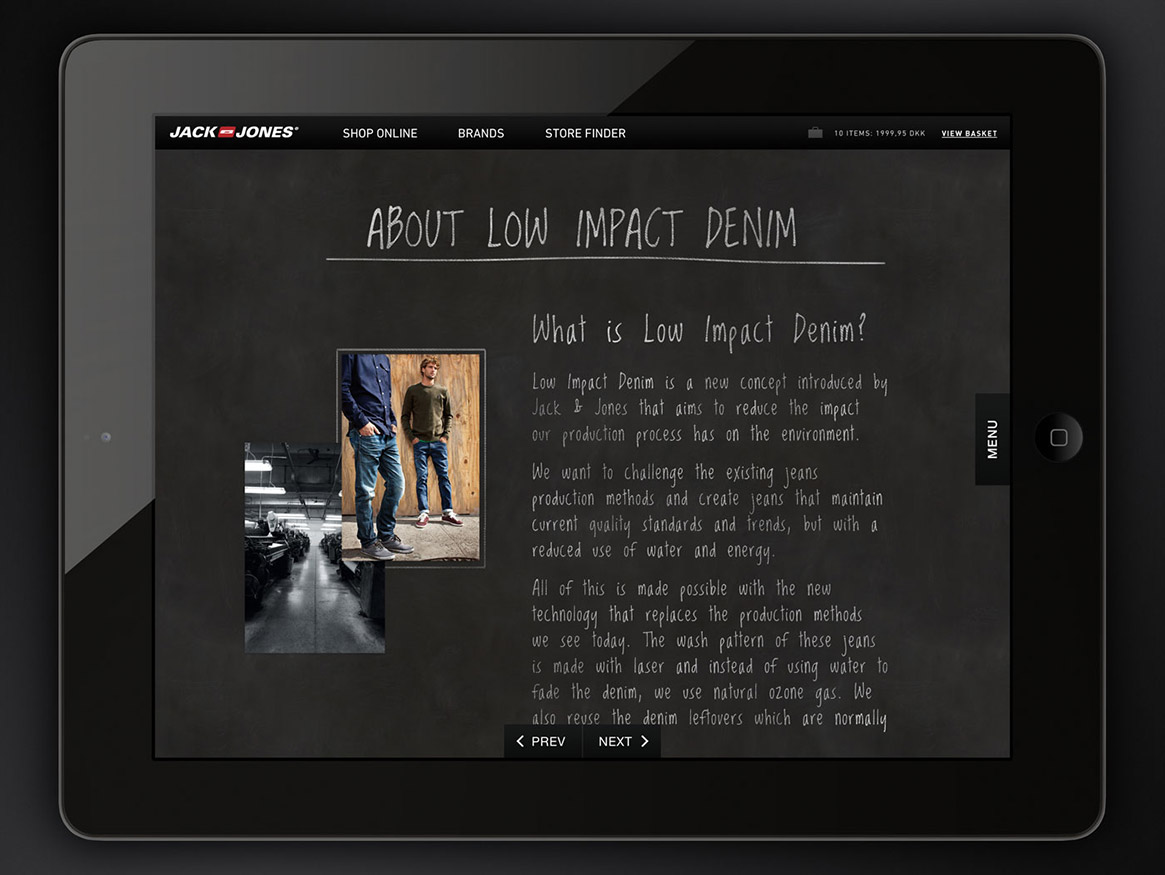 JACK JONES®
SHOP ONLINE
BRANDS
STORE FINDER
10 ITEMS: 1999,95 DKK
VIEW BASKET
ABOUT LOW IMPACT DENIM
What is Low Impact Denim?
Low Impact Denim is a new concept introduced by
Jack & Jones that aims to reduce the impact
our production process has on the environment.
We want to challenge the existing jeans
production methods and create jeans that maintain
current quality standards and trends, but with a
reduced use of water and energy.
All of this is made possible with the new
technology that replaces the production methods
we see today. The wash pattern of these jeans
is made with laser and instead of using water to
fade the denim, we use natural ozone gas. We
also reuse the denim leftovers which are normally
MENU
PREV
NEXT